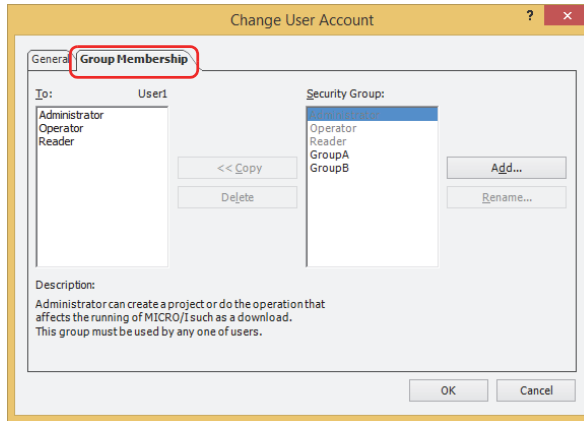 Change User Account
?
×
General
Group Membership
To:
User1
Security Group:
Administrator
Operator
Reader
Administrator
Operator
Reader
GroupA
GroupB
<< Copy
Delete
Add...
Rename...
Description:
Administrator can create a project or do the operation that
affects the running of MICRO/I such as a download.
This group must be used by any one of users.
OK
Cancel